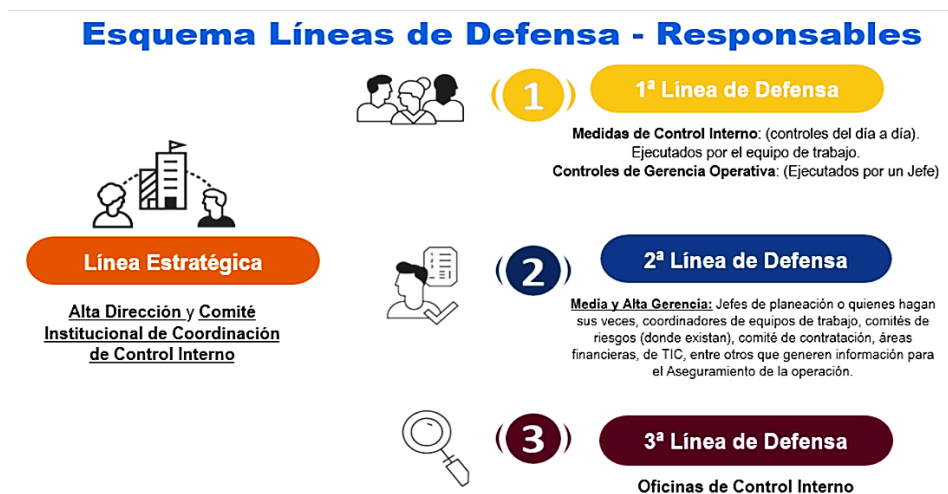 Esquema Líneas de Defensa - Responsables
1
1ª Línea de Defensa
Medidas de Control Interno: (controles del día a día).
Ejecutados por el equipo de trabajo.
Controles de Gerencia Operativa: (Ejecutados por un Jefe)
Línea Estratégica
Alta Dirección y Comité
Institucional de Coordinación
de Control Interno
2
2ª Línea de Defensa
Media y Alta Gerencia: Jefes de planeación o quienes hagan
sus veces, coordinadores de equipos de trabajo, comités de
riesgos (donde existan), comité de contratación, áreas
financieras, de TIC, entre otros que generen información para
el Aseguramiento de la operación.
3
3ª Línea de Defensa
Oficinas de Control Interno